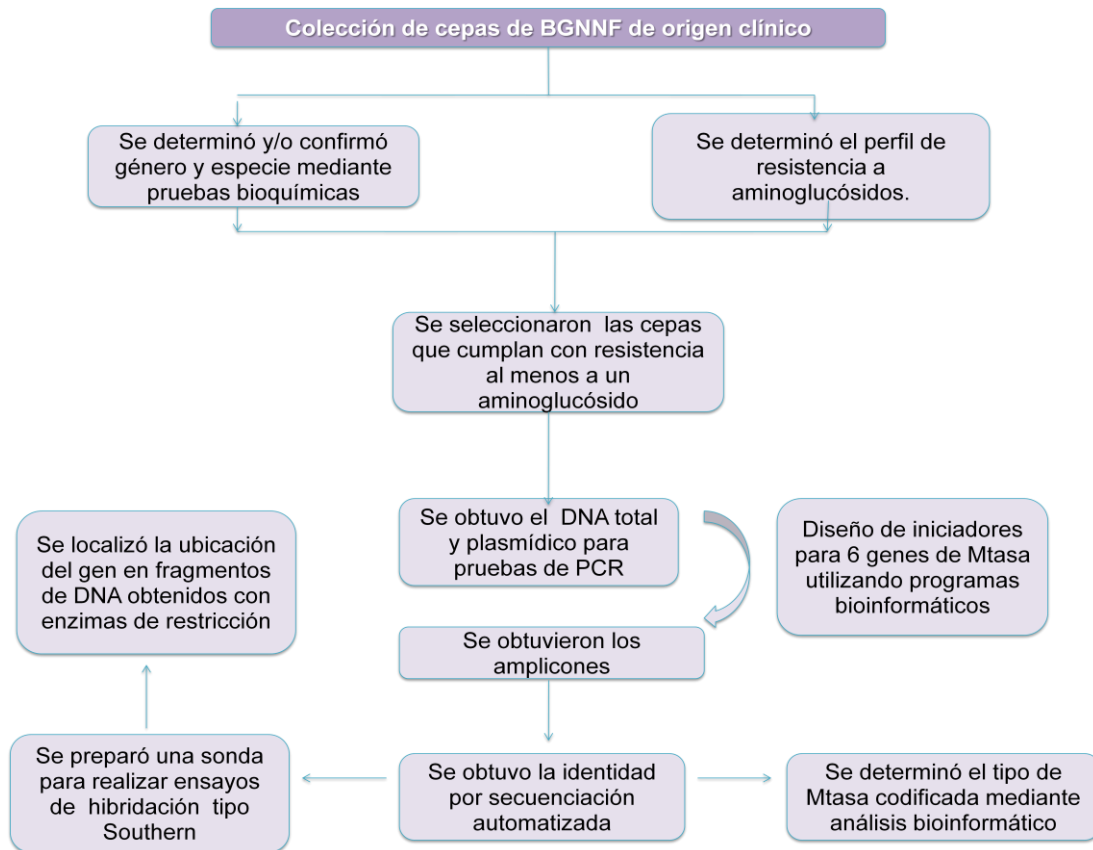 Colección de cepas de BGNNF de origen clínico
Se determinó y/o confirmó
género y especie mediante
pruebas bioquímicas
Se determinó el perfil de
resistencia a
aminoglucósidos.
Se seleccionaron las cepas
que cumplan con resistencia
al menos a un
aminoglucósido
Se obtuvo el DNA total
y plasmídico para
pruebas de PCR
Diseño de iniciadores
para 6 genes de Mtasa
utilizando programas
bioinformáticos
Se localizó la ubicación
del gen en fragmentos
de DNA obtenidos con
enzimas de restricción
Se obtuvieron los
amplicones
Se preparó una sonda
para realizar ensayos
de hibridación tipo
Southern
Se obtuvo la identidad
por secuenciación
automatizada
Se determinó el tipo de
Mtasa codificada mediante
análisis bioinformático